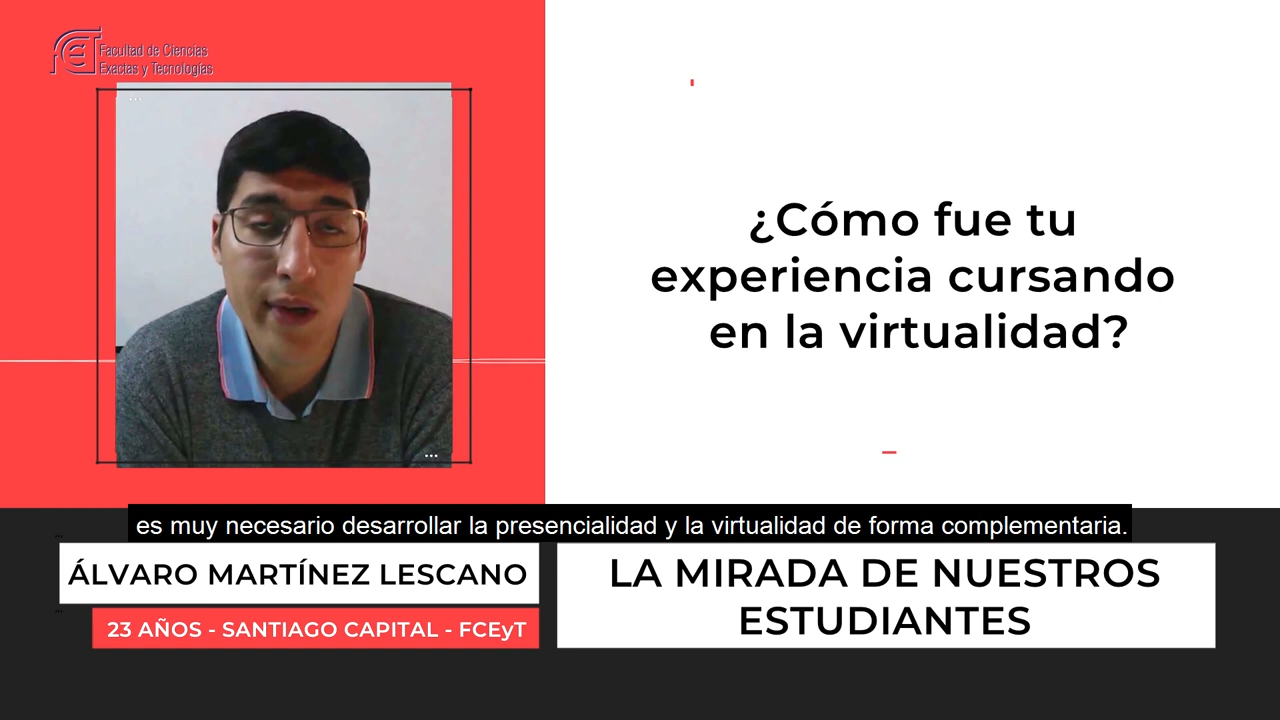 Facultad de Ciencias
Exactas y Tecnologías
¿Cómo fue tu
experiencia cursando
en la virtualidad?
es muy necesario desarrollar la presencialidad y la virtualidad de forma complementaria.
ÁLVARO MARTÍNEZ LESCANO
23 AÑOS - SANTIAGO CAPITAL - FCEyT
LA MIRADA DE NUESTROS
ESTUDIANTES